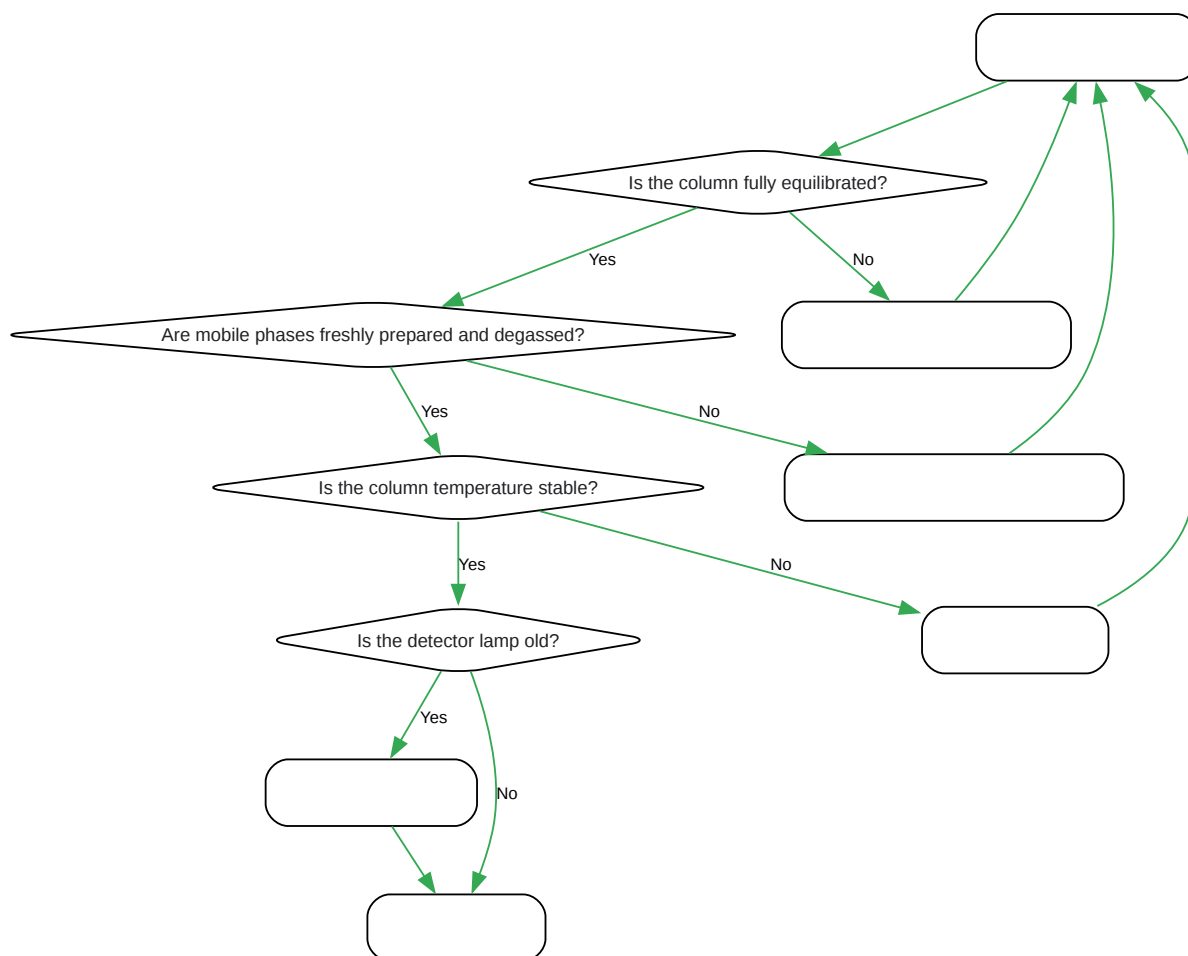 Is the column fully equilibrated?
Yes
No
Are mobile phases freshly prepared and degassed?
Yes
No
Is the column temperature stable?
Yes
No
Is the detector lamp old?
Yes
No